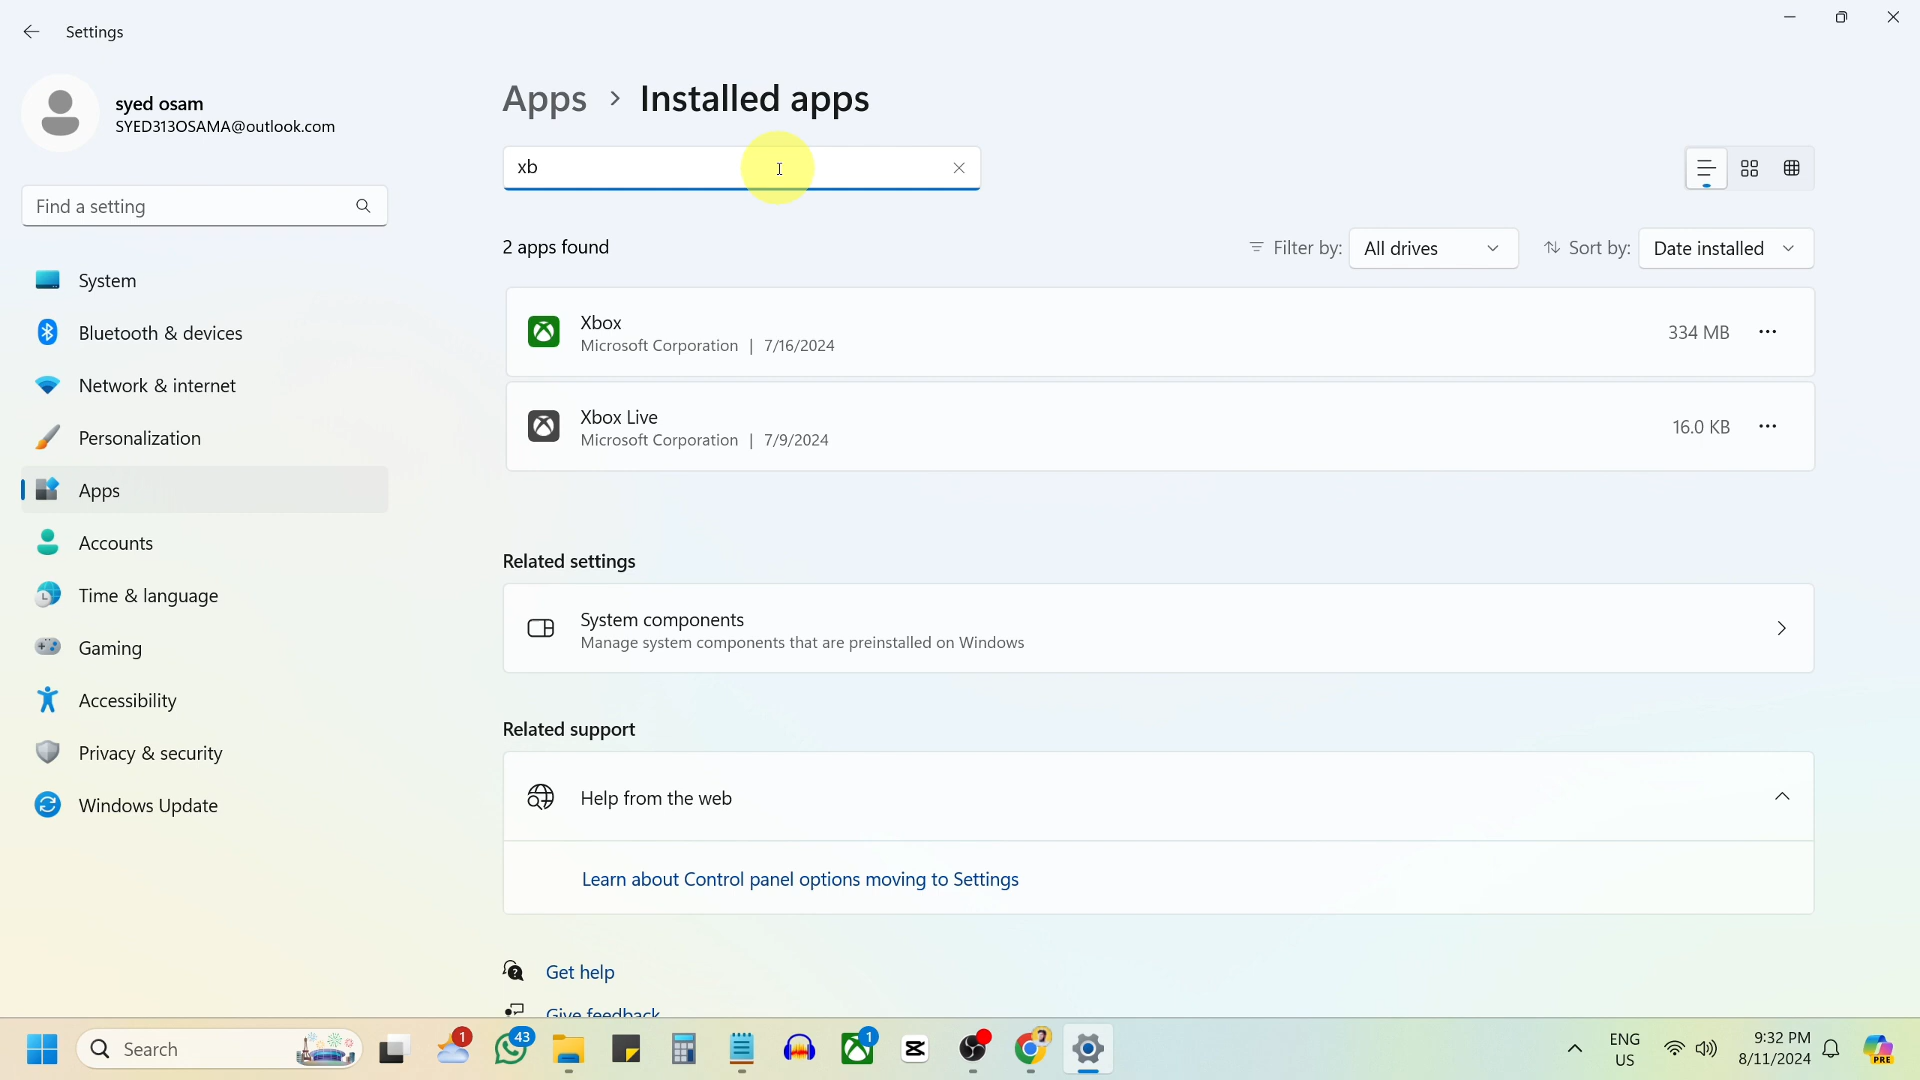 Settings
syed osam
SYED313OSAMA@outlook.com
Find a setting
System
Bluetooth & devices
Network & internet
Personalization
Apps
Accounts
Time & language
Gaming
Accessibility
Privacy & security
Windows Update
Apps > Installed apps
xb
2 apps found
Filter by: All drives
Sort by: Date installed
Xbox
Microsoft Corporation | 7/16/2024
334 MB
Xbox Live
Microsoft Corporation | 7/9/2024
16.0 KB
Related settings
System components
Manage system components that are preinstalled on Windows
Related support
Help from the web
Learn about Control panel options moving to Settings
Get help
Give feedback
Search
1
43
1
ENG
US
9:32 PM
8/11/2024
PRE